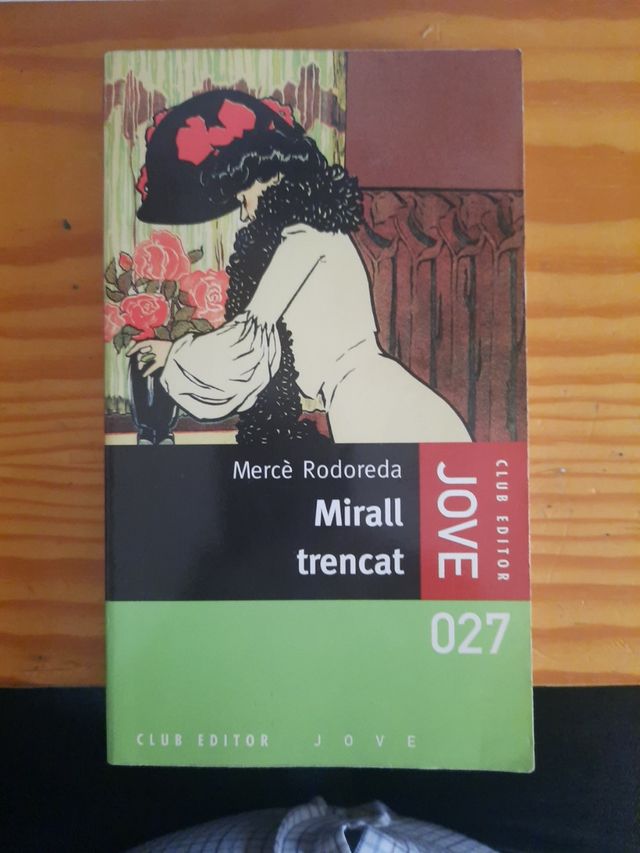 Mercè Rodoreda
Mirall
trencat
CLUB EDITOR
JOVE
027
CLUB EDITOR JOVE